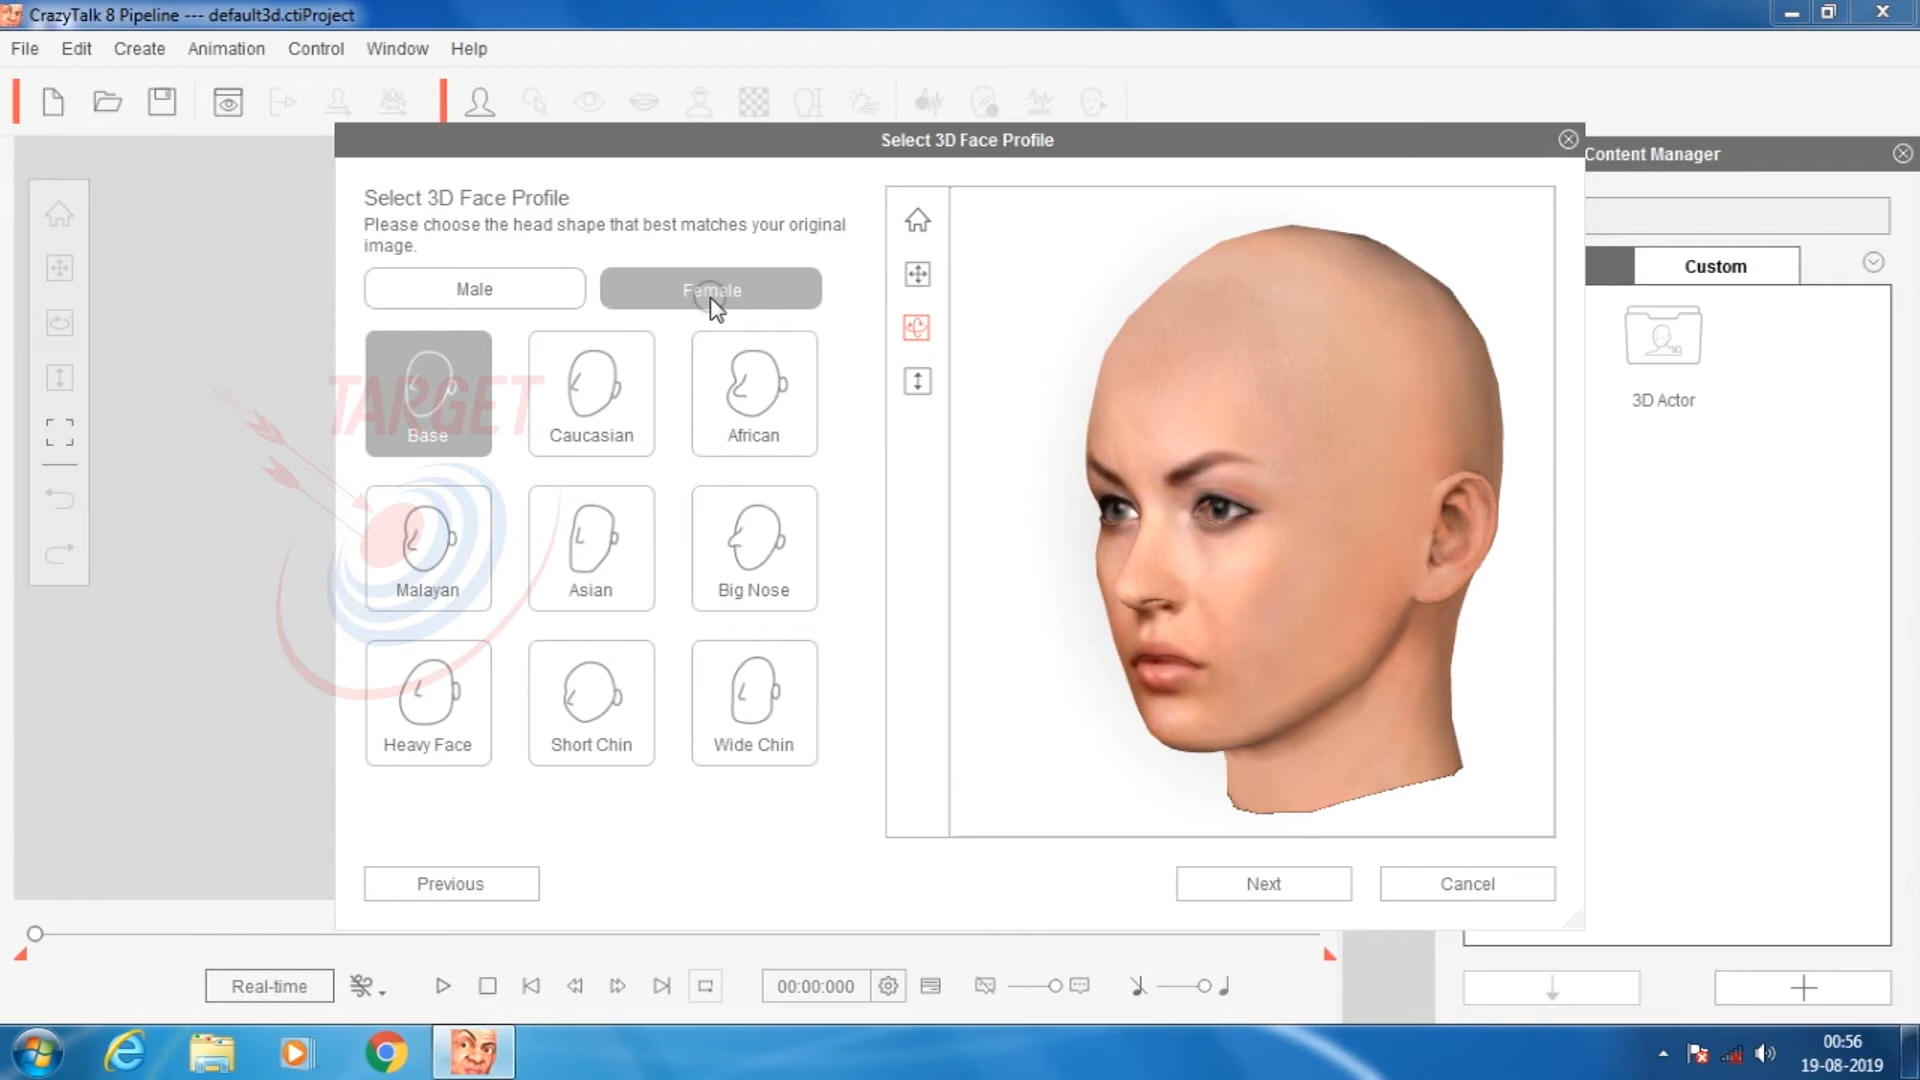 CrazyTalk 8 Pipeline --- default3d.ctiProject
File Edit Create Animation Control Window Help
Select 3D Face Profile
Content Manager
Select 3D Face Profile
Please choose the head shape that best matches your original
image.
Male Female
Custom
3D Actor
TARGET
Base Caucasian African
Malayan Asian Big Nose
Heavy Face Short Chin Wide Chin
Previous Next Cancel
Real-time 00:00:000
00:56
19-08-2019